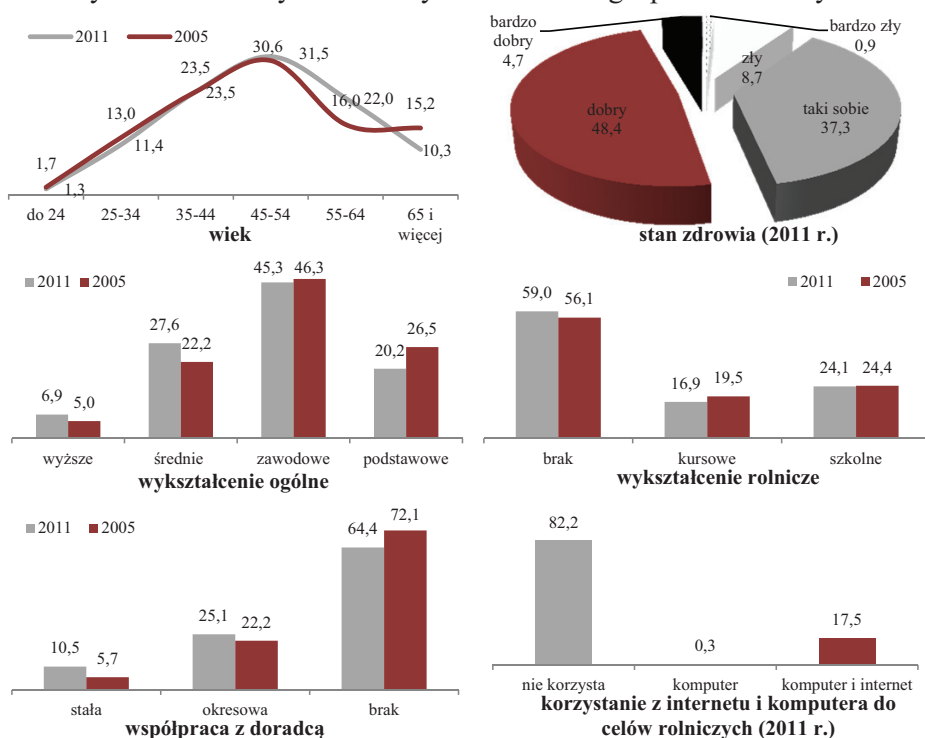 2011 2005
30,6 31,5
23,5
23,5
13,0
11,4
16,0 22,0 15,2
10,3
1,7
1,3
do 24 25-34 35-44 45-54 55-64 65 i
więcej
wiek
bardzo
dobry
4,7
bardzo zły
0,9
zły
8,7
dobry
48,4
taki sobie
37,3
stan zdrowia (2011 r.)
2011 2005
45,3 46,3
27,6
22,2
20,2
26,5
6,9
5,0
wyższe średnie zawodowe podstawowe
wykształcenie ogólne
2011 2005
59,0 56,1
16,9 19,5
24,1 24,4
brak kursowe szkolne
wykształcenie rolnicze
2011 2005
64,4 72,1
25,1 22,2
10,5
5,7
stała okresowa brak
współpraca z doradcą
82,2
0,3
17,5
nie korzysta komputer komputer i internet
korzystanie z internetu i komputera do
celów rolniczych (2011 r.)